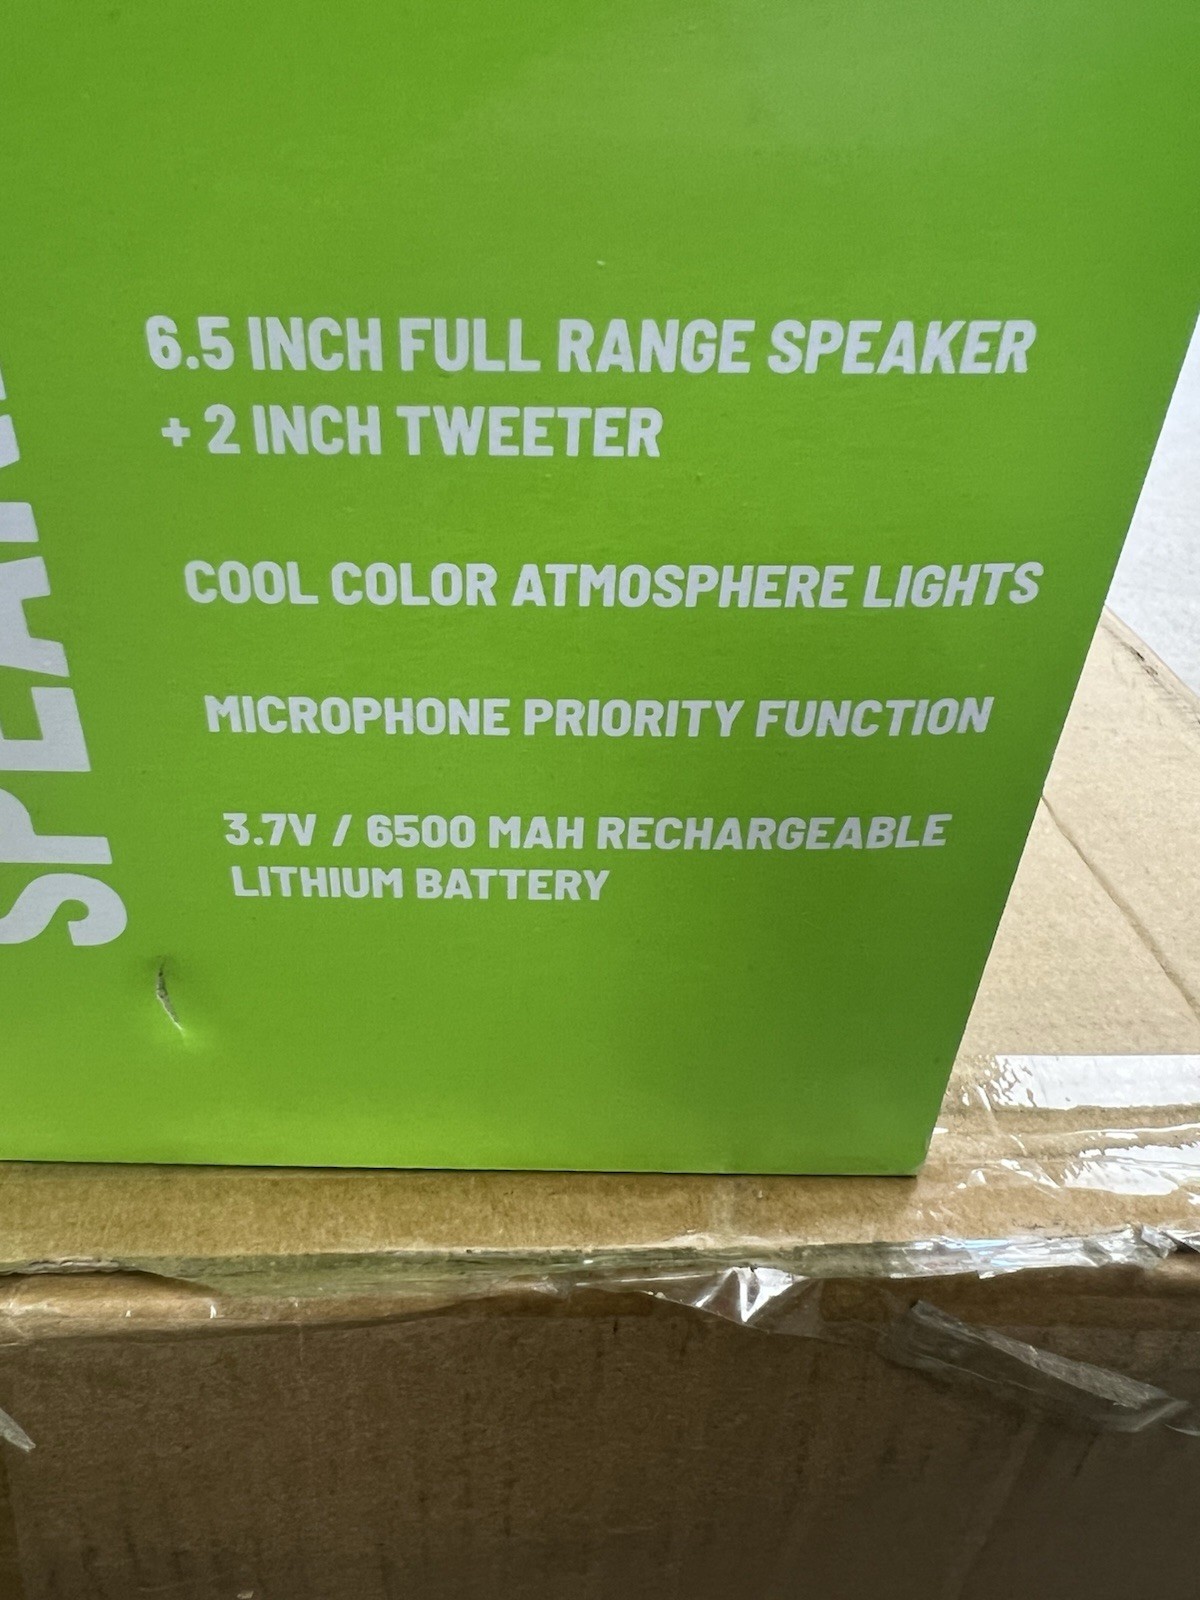 6.5 INCH FULL RANGE SPEAKER
+ 2 INCH TWEETER
COOL COLOR ATMOSPHERE LIGHTS
MICROPHONE PRIORITY FUNCTION
3.7V / 6500 MAH RECHARGEABLE
LITHIUM BATTERY